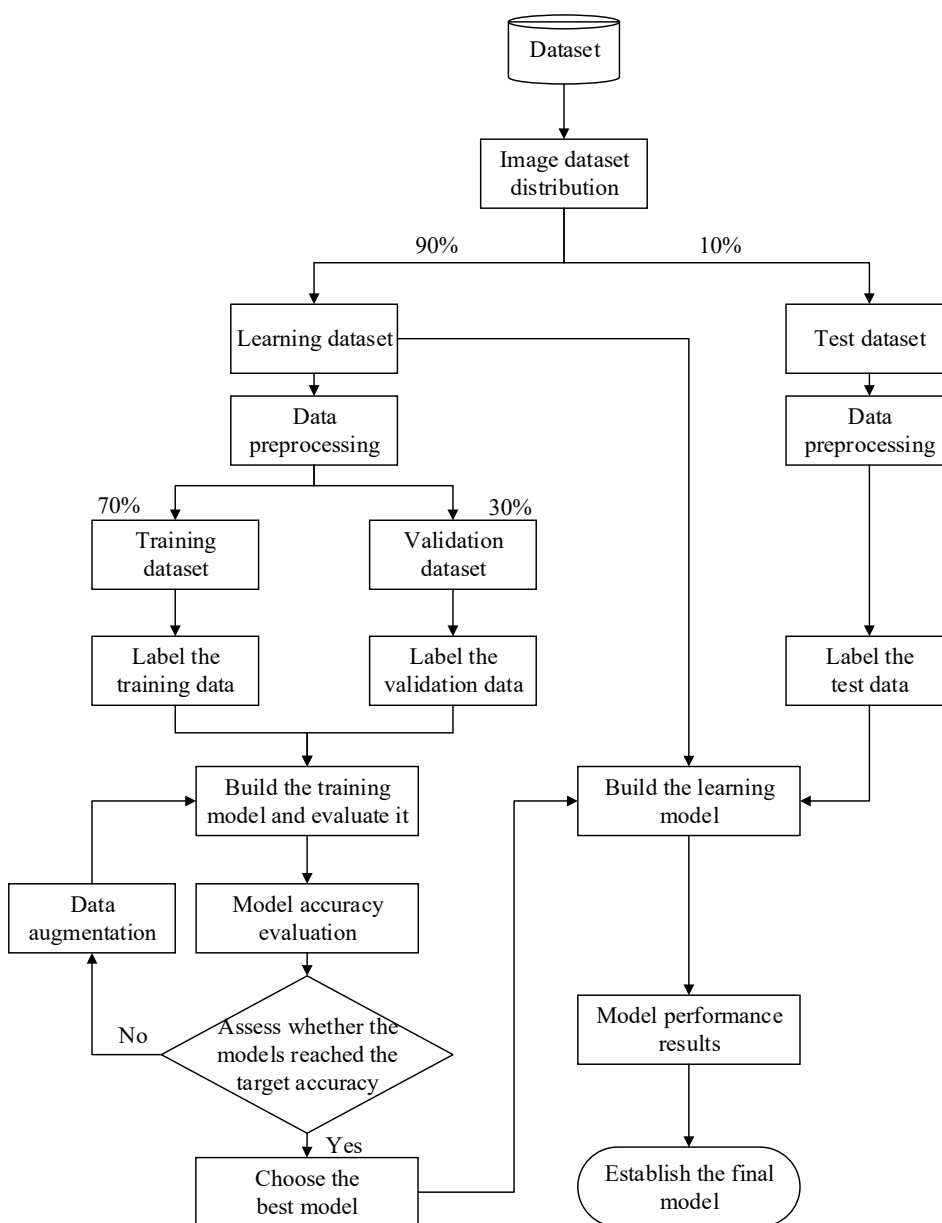 Dataset
Image dataset
distribution
90%
10%
Learning dataset
Test dataset
Data
preprocessing
Data
preprocessing
70%
30%
Training
dataset
Validation
dataset
Label the
training data
Label the
validation data
Label the
test data
Build the training
model and evaluate it
Build the learning
model
Data
augmentation
Model accuracy
evaluation
No
Assess whether the
models reached the
target accuracy
Model performance
results
Yes
Choose the
best model
Establish the final
model